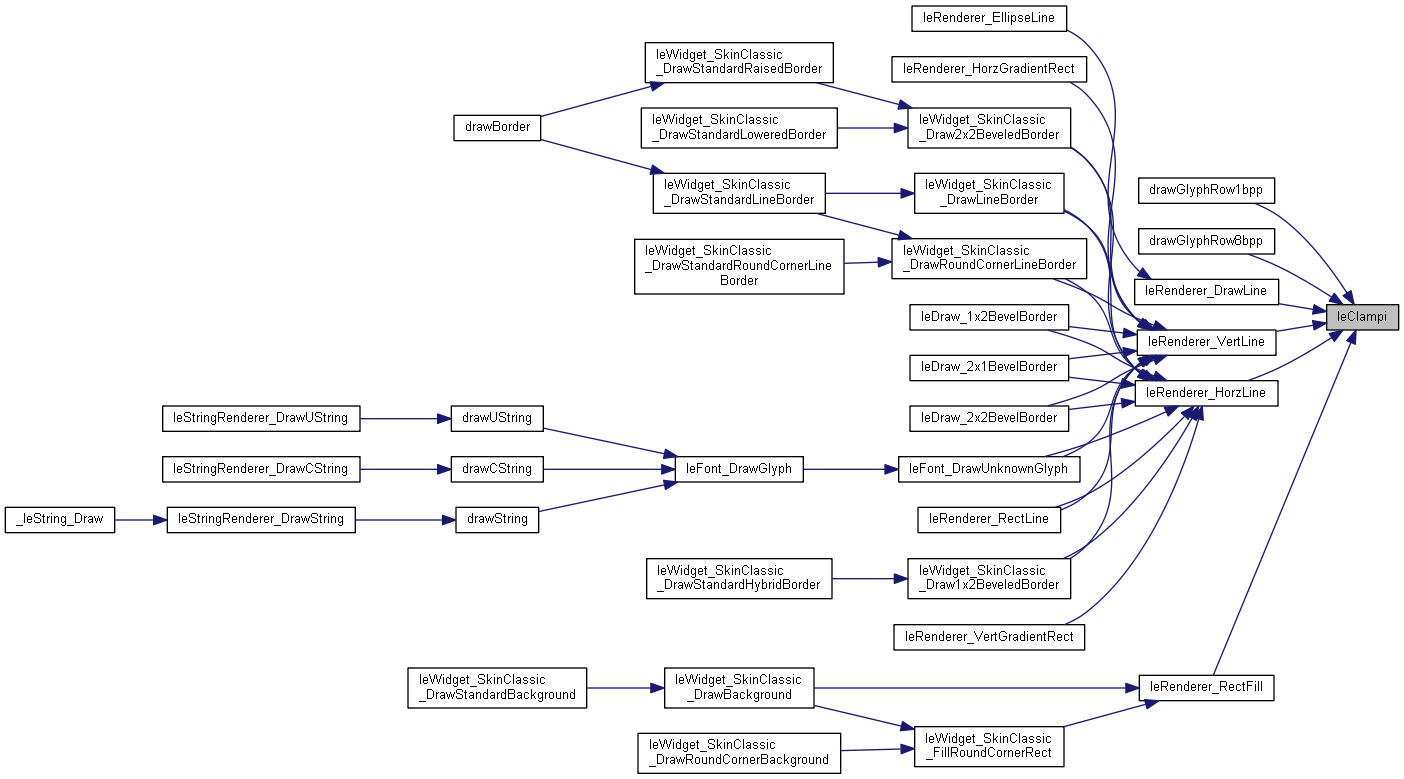 leRenderer_EllipseLine
leWidget_SkinClassic
_DrawStandardRaisedBorder
leRenderer_HorzGradientRect
drawBorder
leWidget_SkinClassic
_DrawStandardLoweredBorder
leWidget_SkinClassic
_Draw2x2BeveledBorder
leWidget_SkinClassic
_DrawStandardLineBorder
leWidget_SkinClassic
_DrawLineBorder
drawGlyphRow1bpp
leWidget_SkinClassic
_DrawStandardRoundCornerLine
Border
leWidget_SkinClassic
_DrawRoundCornerLineBorder
drawGlyphRow8bpp
leRenderer_DrawLine
leDraw_1x2BevelBorder
leClampi
leRenderer_VertLine
leDraw_2x1BevelBorder
leRenderer_HorzLine
leStringRenderer_DrawUString
drawUString
leDraw_2x2BevelBorder
leStringRenderer_DrawCString
drawCString
leFont_DrawGlyph
leFont_DrawUnknownGlyph
_leString_Draw
leStringRenderer_DrawString
drawString
leRenderer_RectLine
leWidget_SkinClassic
_DrawStandardHybridBorder
leWidget_SkinClassic
_Draw1x2BeveledBorder
leRenderer_VertGradientRect
leWidget_SkinClassic
_DrawStandardBackground
leWidget_SkinClassic
_DrawBackground
leRenderer_RectFill
leWidget_SkinClassic
_DrawRoundCornerBackground
leWidget_SkinClassic
_FillRoundCornerRect